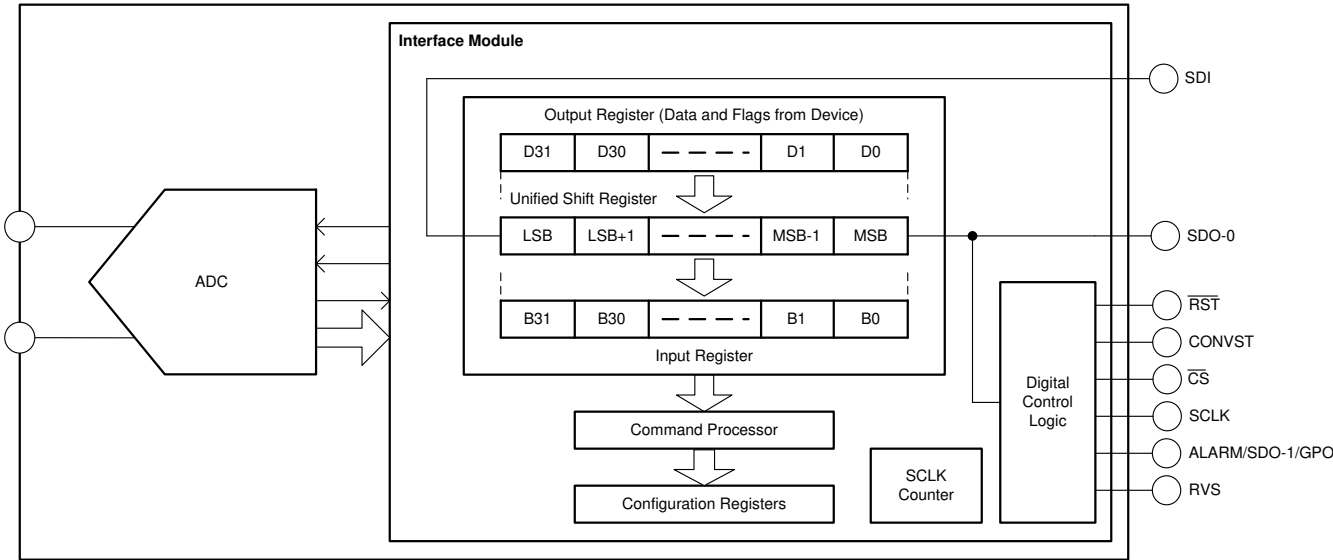 Interface Module
SDI
Output Register (Data and Flags from Device)
D31 D30 D1 D0
Unified Shift Register
LSB LSB+1 MSB-1 MSB
SDO-0
ADC
B31 B30 B1 B0
Input Register
RST
CONVST
CS
SCLK
ALARM/SDO-1/GPO
RVS
Digital
Control
Logic
Command Processor
SCLK
Counter
Configuration Registers